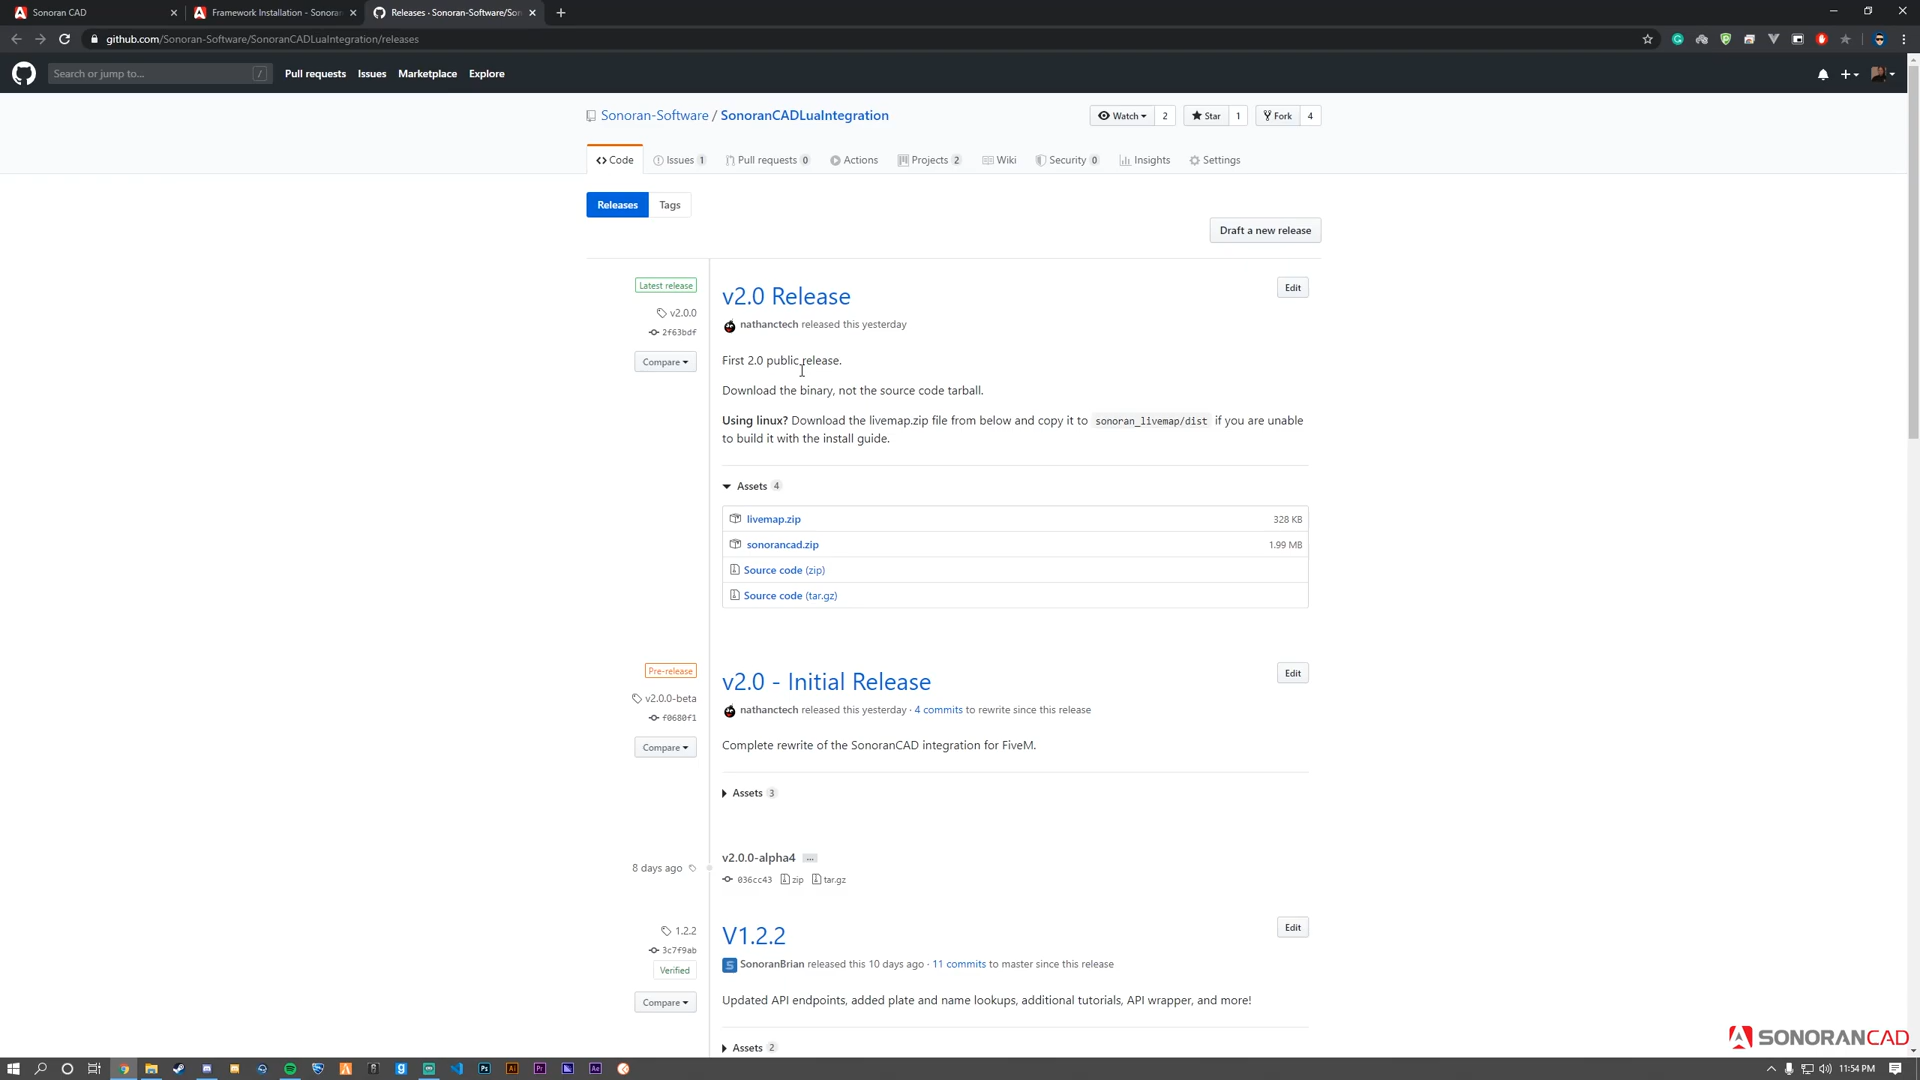 Sonoran CAD
Framework Installation - Sonoran
Releases · Sonoran-Software/Son
github.com/Sonoran-Software/SonoranCADLuaIntegration/releases
Search or jump to... /
Pull requests Issues Marketplace Explore
Sonoran-Software / SonoranCADLuaIntegration
Watch 2 Star 1 Fork 4
Code Issues 1 Pull requests 0 Actions Projects 2 Wiki Security 0 Insights Settings
Releases Tags
Draft a new release
Latest release
v2.0.0
2f63bdf
Compare
v2.0 Release
Edit
nathanctech released this yesterday
First 2.0 public release.
Download the binary, not the source code tarball.
Using linux? Download the livemap.zip file from below and copy it to sonoran_livemap/dist if you are unable
to build it with the install guide.
Assets 4
livemap.zip 328 KB
sonorancad.zip 1.99 MB
Source code (zip)
Source code (tar.gz)
Pre-release
v2.0.0-beta
f0680f1
Compare
v2.0 - Initial Release
Edit
nathanctech released this yesterday · 4 commits to rewrite since this release
Complete rewrite of the SonoranCAD integration for FiveM.
Assets 3
8 days ago
v2.0.0-alpha4 ...
036cc43 zip tar.gz
1.2.2
3c7f9ab
Verified
Compare
V1.2.2
Edit
SonoranBrian released this 10 days ago · 11 commits to master since this release
Updated API endpoints, added plate and name lookups, additional tutorials, API wrapper, and more!
Assets 2
SONORANCAD
11:54 PM